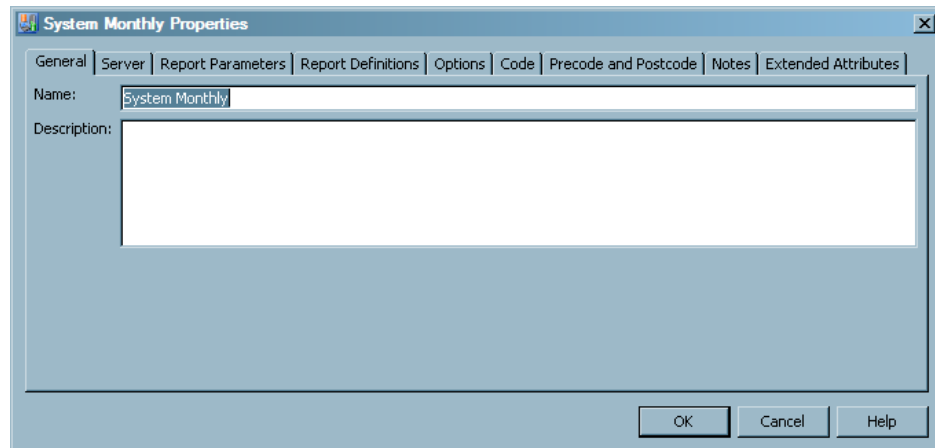 System Monthly Properties
General Server Report Parameters Report Definitions Options Code Precode and Postcode Notes Extended Attributes
Name: System Monthly
Description:
OK Cancel Help